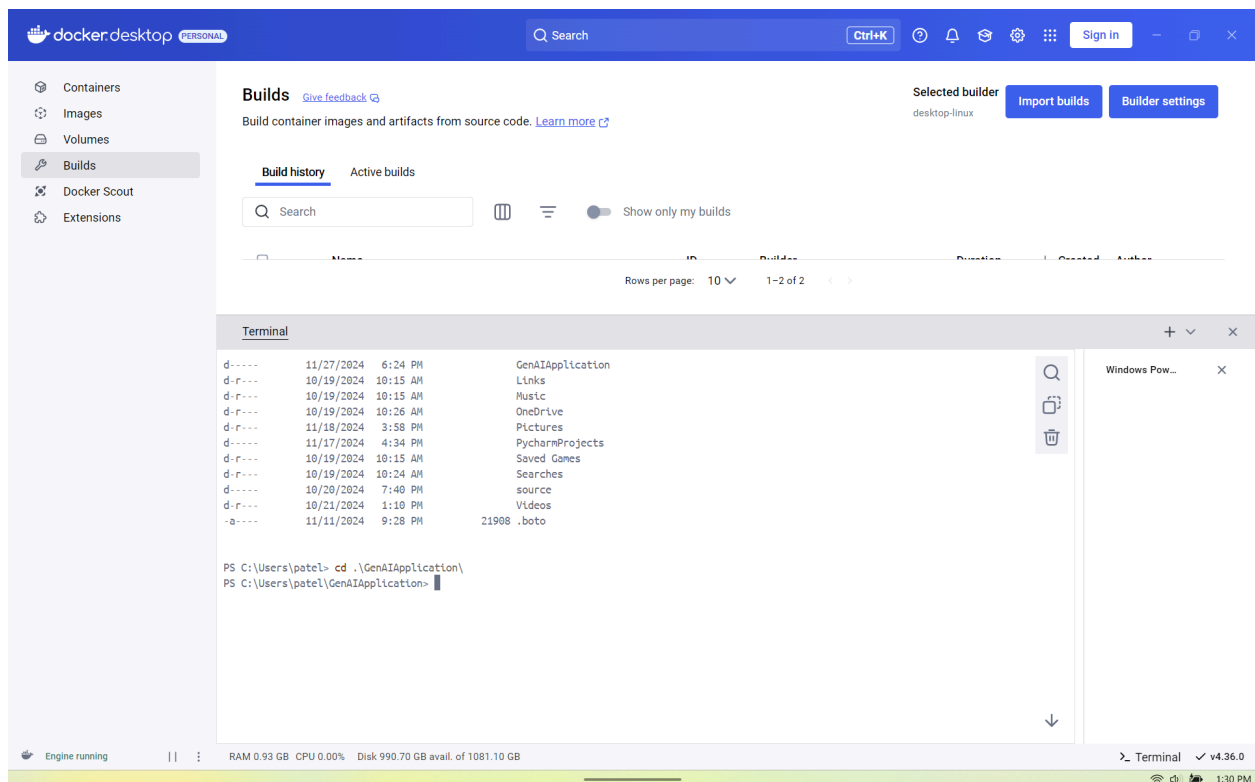 docker.desktop PERSONAL
Search
Ctrl+K
Sign in
Containers
Images
Volumes
Builds
Docker Scout
Extensions
Builds Give feedback
Build container images and artifacts from source code. Learn more
Selected builder
desktop-linux
Import builds
Builder settings
Build history Active builds
Search
Show only my builds
Name ID Builder Duration Created Author
Rows per page: 10 1–2 of 2
Terminal
d----- 11/27/2024 6:24 PM GenAIApplication
d-r--- 10/19/2024 10:15 AM Links
d-r--- 10/19/2024 10:15 AM Music
d-r--- 10/19/2024 10:26 AM OneDrive
d-r--- 11/18/2024 3:58 PM Pictures
d----- 11/17/2024 4:34 PM PycharmProjects
d-r--- 10/19/2024 10:15 AM Saved Games
d-r--- 10/19/2024 10:24 AM Searches
d----- 10/20/2024 7:40 PM source
d-r--- 10/21/2024 1:10 PM Videos
-a---- 11/11/2024 9:28 PM 21908 .boto
PS C:\Users\patel> cd .\GenAIApplication\
PS C:\Users\patel\GenAIApplication>
Windows Pow...
Engine running
RAM 0.93 GB CPU 0.00% Disk 990.70 GB avail. of 1081.10 GB
Terminal
v4.36.0
1:30 PM